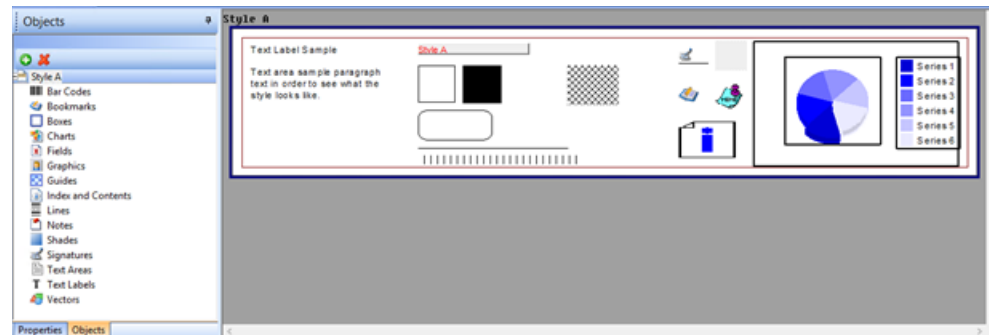 Objects
Style A
Bar Codes
Bookmarks
Boxes
Charts
Fields
Graphics
Guides
Index and Contents
Lines
Notes
Shades
Signatures
Text Areas
T Text Labels
Vectors
Properties Objects
Style A
Text Label Sample
Style A
Text area sample paragraph
text in order to see what the
style looks like.
Series 1
Series 2
Series 3
Series 4
Series 5
Series 6